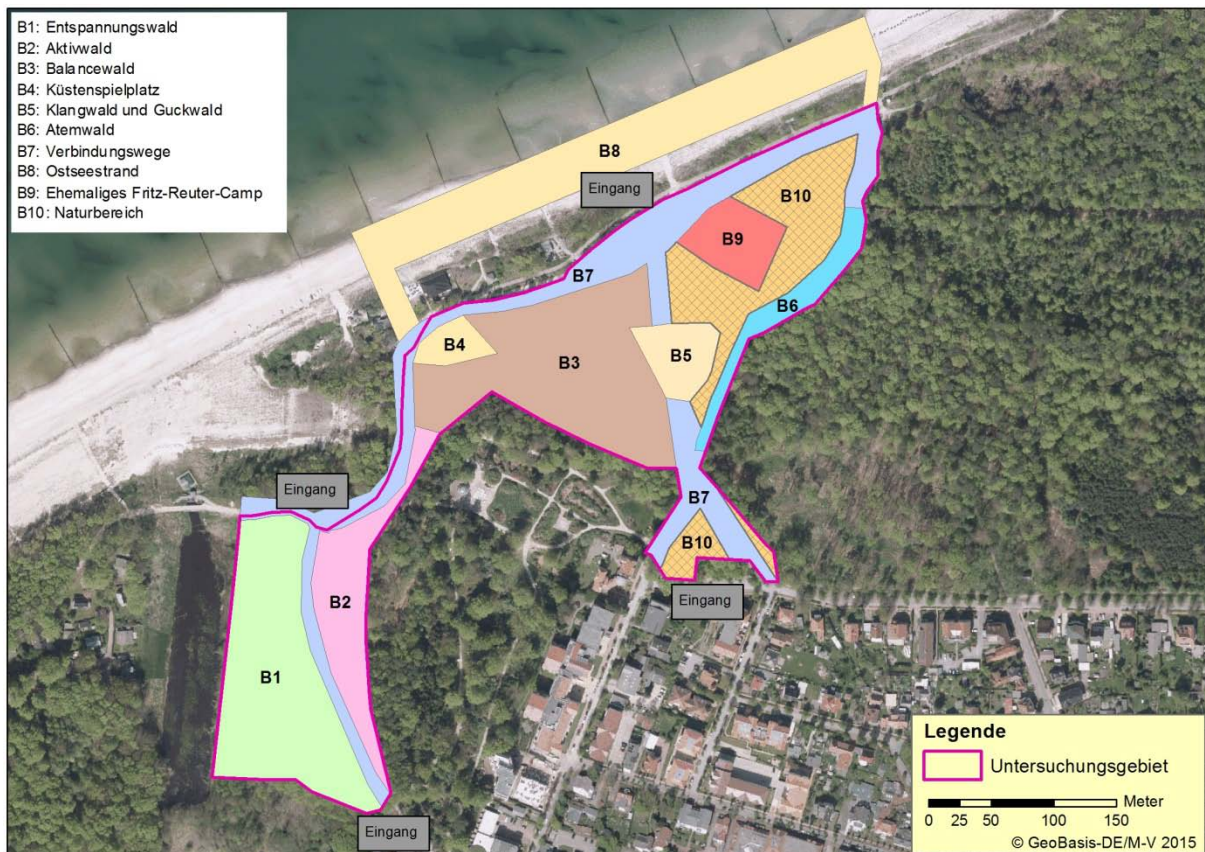 B1: Entspannungswald
B2: Aktivwald
B3: Balancewald
B4: Küstenspielplatz
B5: Klangwald und Guckwald
B6: Atemwald
B7: Verbindungswege
B8: Ostseestrand
B9: Ehemaliges Fritz-Reuter-Camp
B10: Naturbereich
B8
Eingang
B10
B9
B7
B6
B4
B3
B5
Eingang
B7
B10
Eingang
B2
B1
Eingang
Legende
Untersuchungsgebiet
Meter
0 25 50 100 150
© GeoBasis-DE/M-V 2015